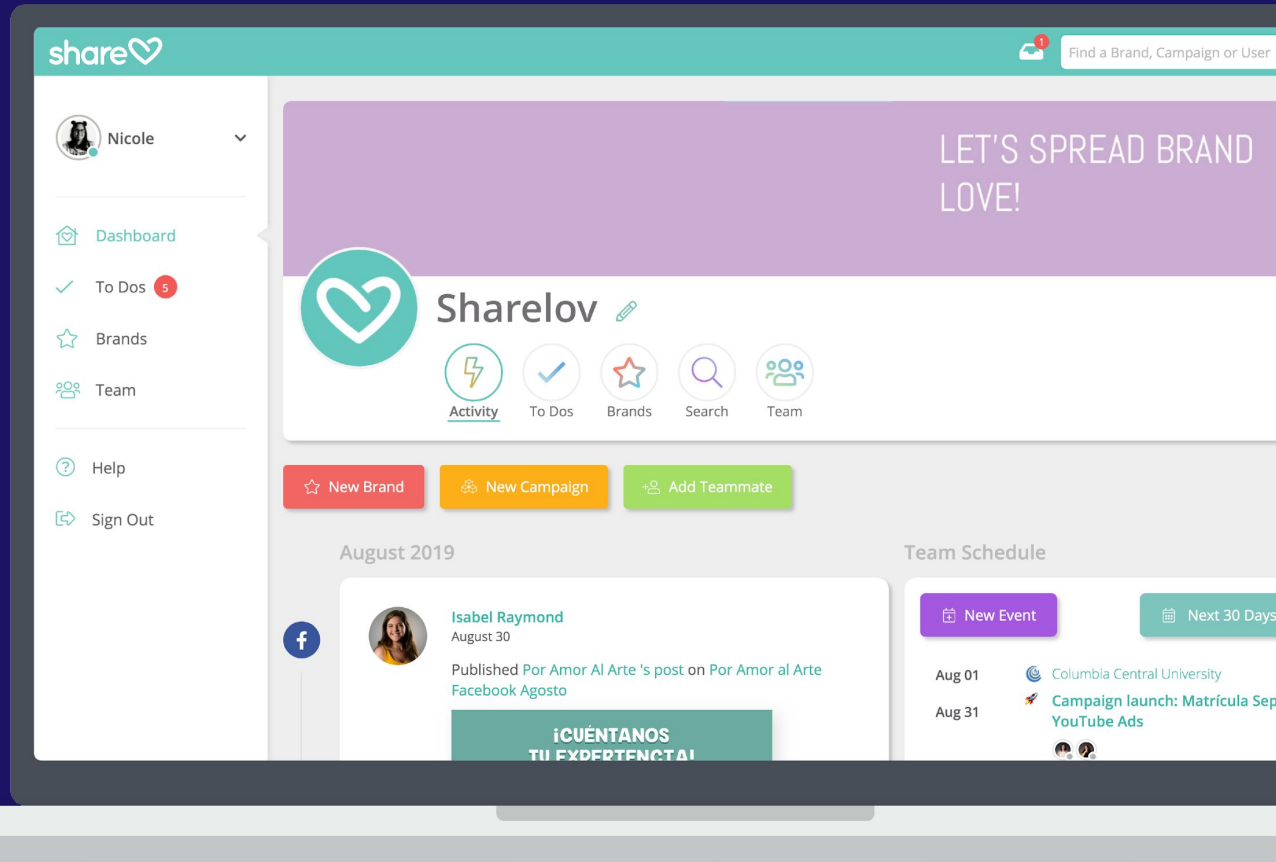 share
1
Find a Brand, Campaign or User
Nicole
Dashboard
To Dos 5
Brands
Team
Help
Sign Out
LET'S SPREAD BRAND
LOVE!
Sharelov
Activity
To Dos
Brands
Search
Team
New Brand
New Campaign
Add Teammate
August 2019
Isabel Raymond
August 30
Published Por Amor Al Arte 's post on Por Amor al Arte
Facebook Agosto
¡CUÉNTANOS
TU EXPERTENCTA!
Team Schedule
New Event
Next 30 Days
Aug 01
Columbia Central University
Aug 31
Campaign launch: Matrícula Sep
YouTube Ads